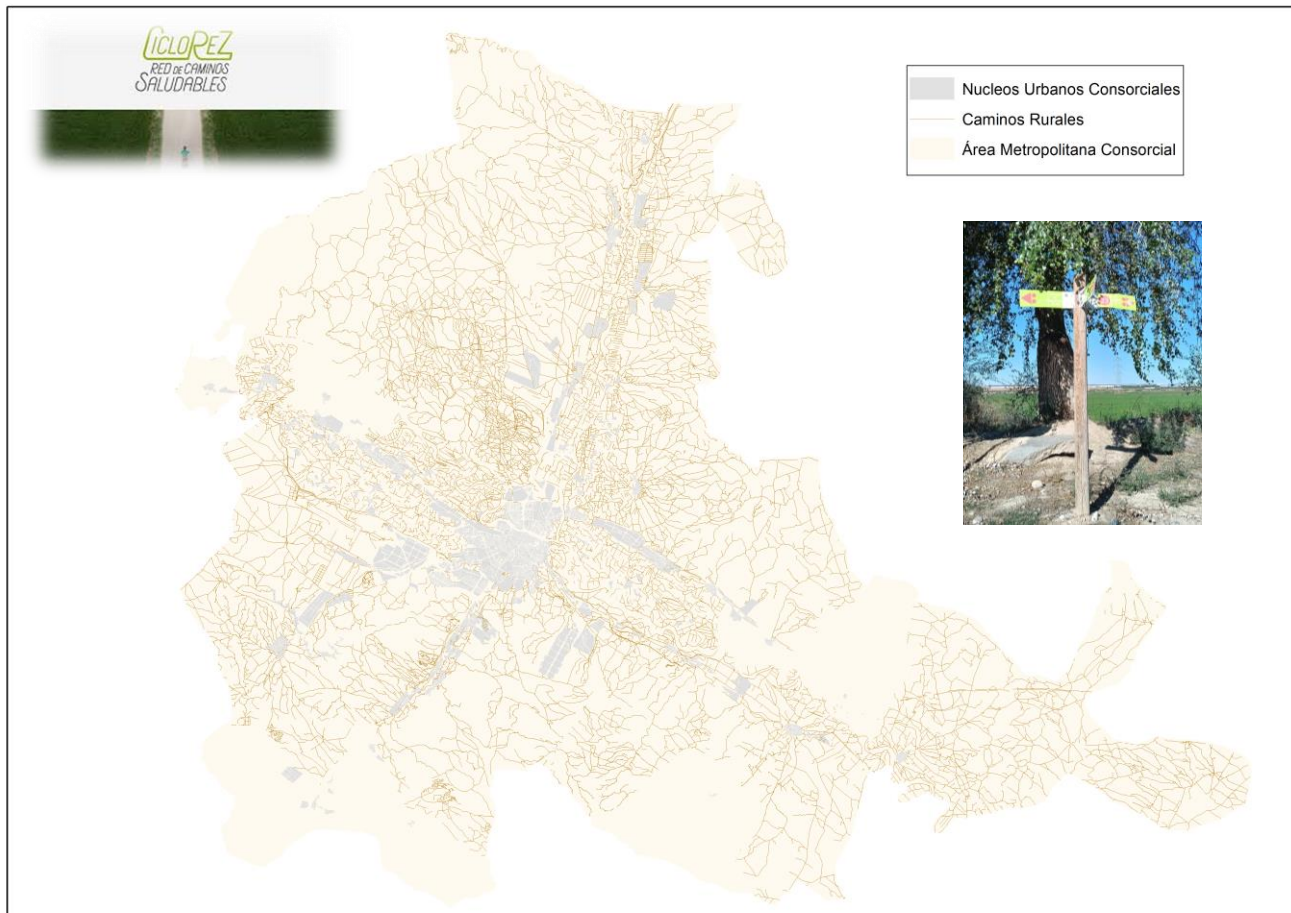 CICLOREZ
RED DE CAMINOS
SALUDABLES
Nucleos Urbanos Consorciales
Caminos Rurales
Área Metropolitana Consorcial